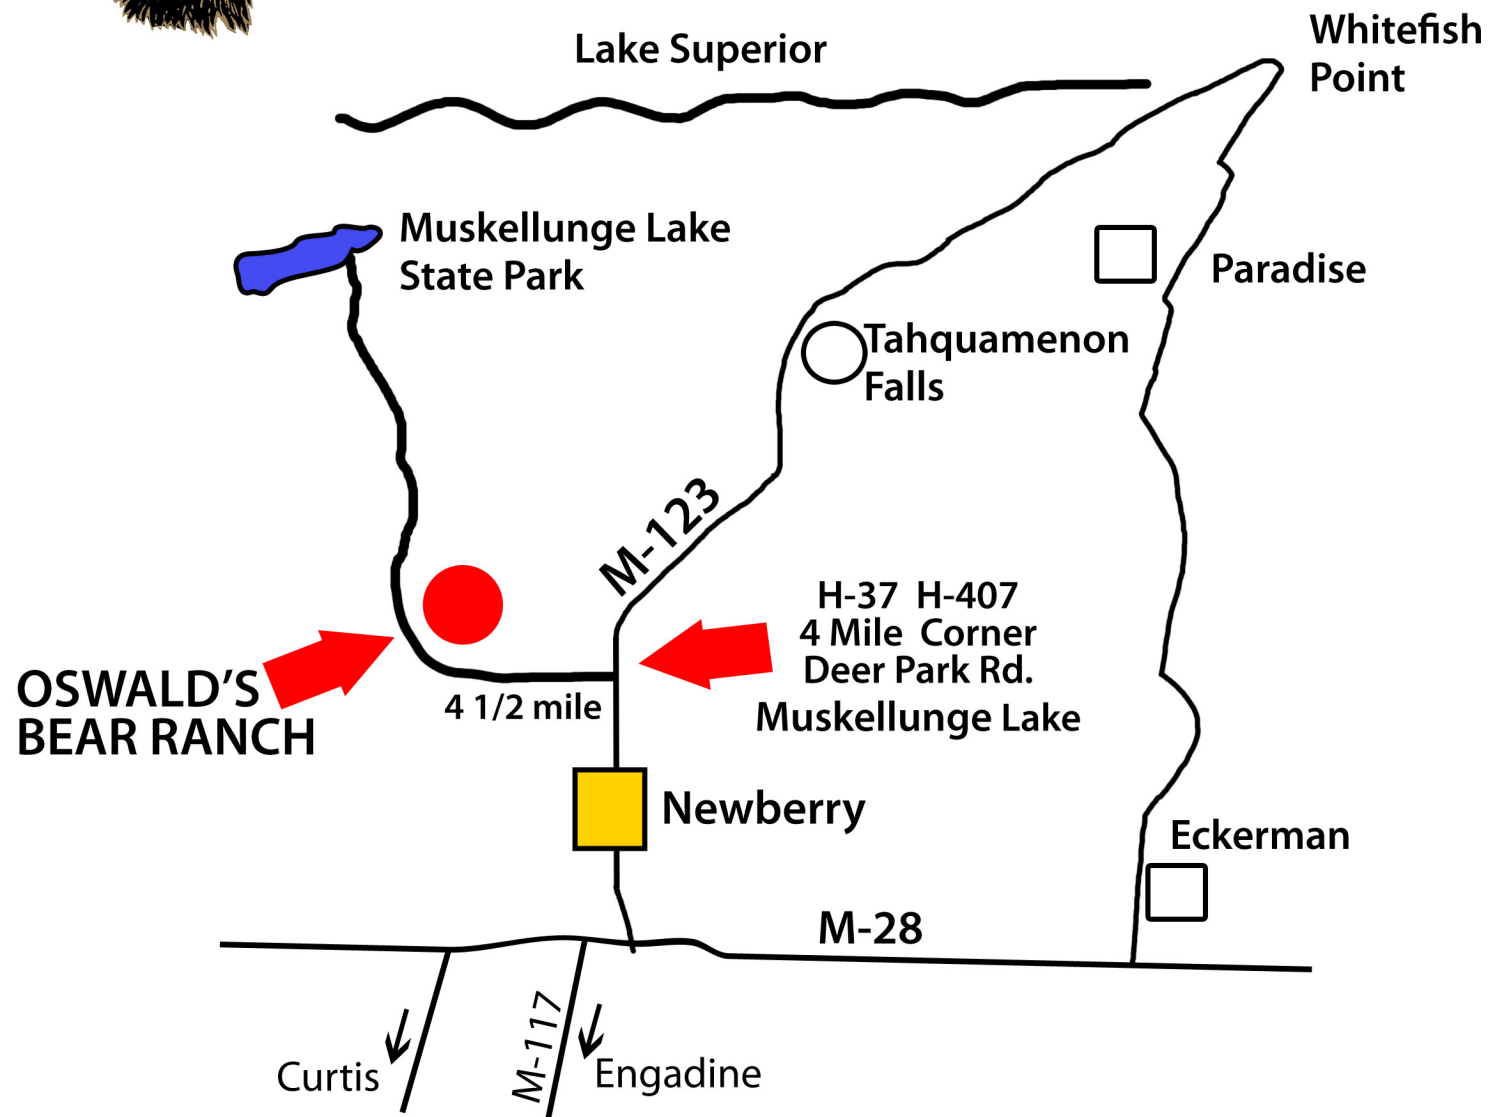 Lake Superior
Whitefish
Point
Muskellunge Lake
State Park
Paradise
Tahquamenon
Falls
M-123
H-37 H-407
4 Mile Corner
Deer Park Rd.
Muskellunge Lake
OSWALD'S
BEAR RANCH
4 1/2 mile
Newberry
Eckerman
M-28
M-117
Curtis
Engadine